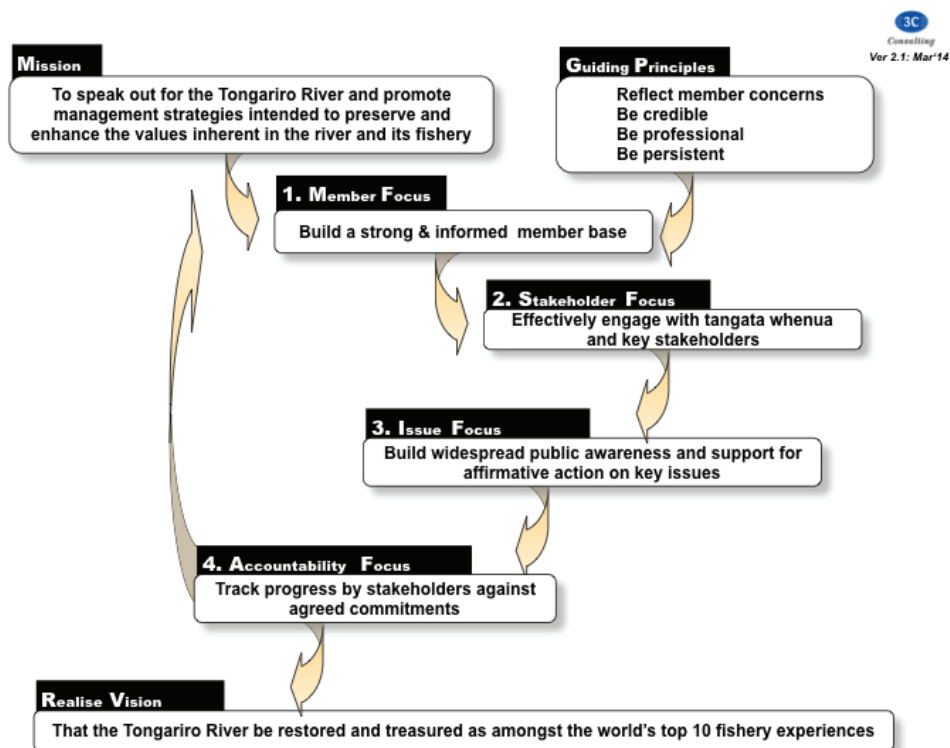 3C
Consulting
Ver 2.1: Mar'14
Mission
To speak out for the Tongariro River and promote
management strategies intended to preserve and
enhance the values inherent in the river and its fishery
Guiding Principles
Reflect member concerns
Be credible
Be professional
Be persistent
1. Member Focus
Build a strong & informed member base
2. Stakeholder Focus
Effectively engage with tangata whenua
and key stakeholders
3. Issue Focus
Build widespread public awareness and support for
affirmative action on key issues
4. Accountability Focus
Track progress by stakeholders against
agreed commitments
Realise Vision
That the Tongariro River be restored and treasured as amongst the world's top 10 fishery experiences